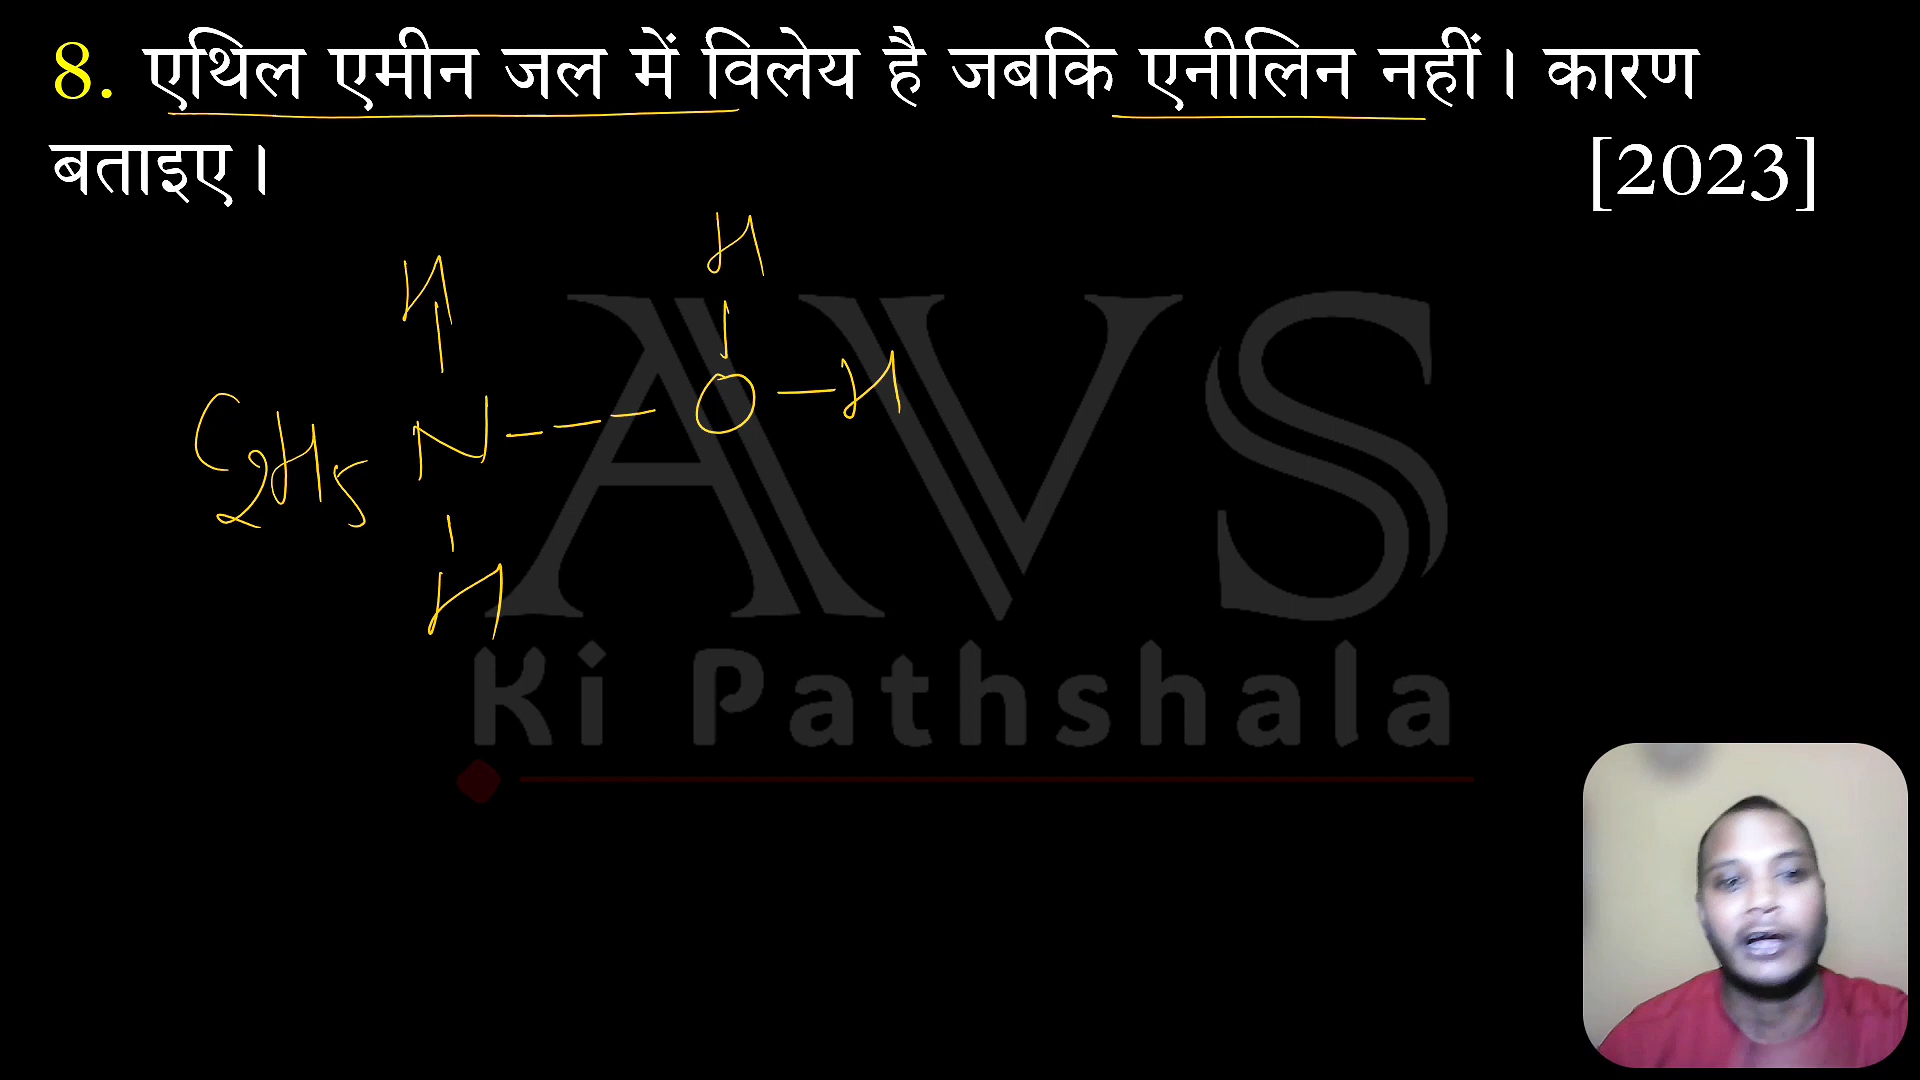 8. एथिल एमीन जल में विलेय है जबकि एनीलिन नहीं। कारण
बताइए। [2023]
H
H
C2H5 N --- O - H
H
AVS
Ki Pathshala